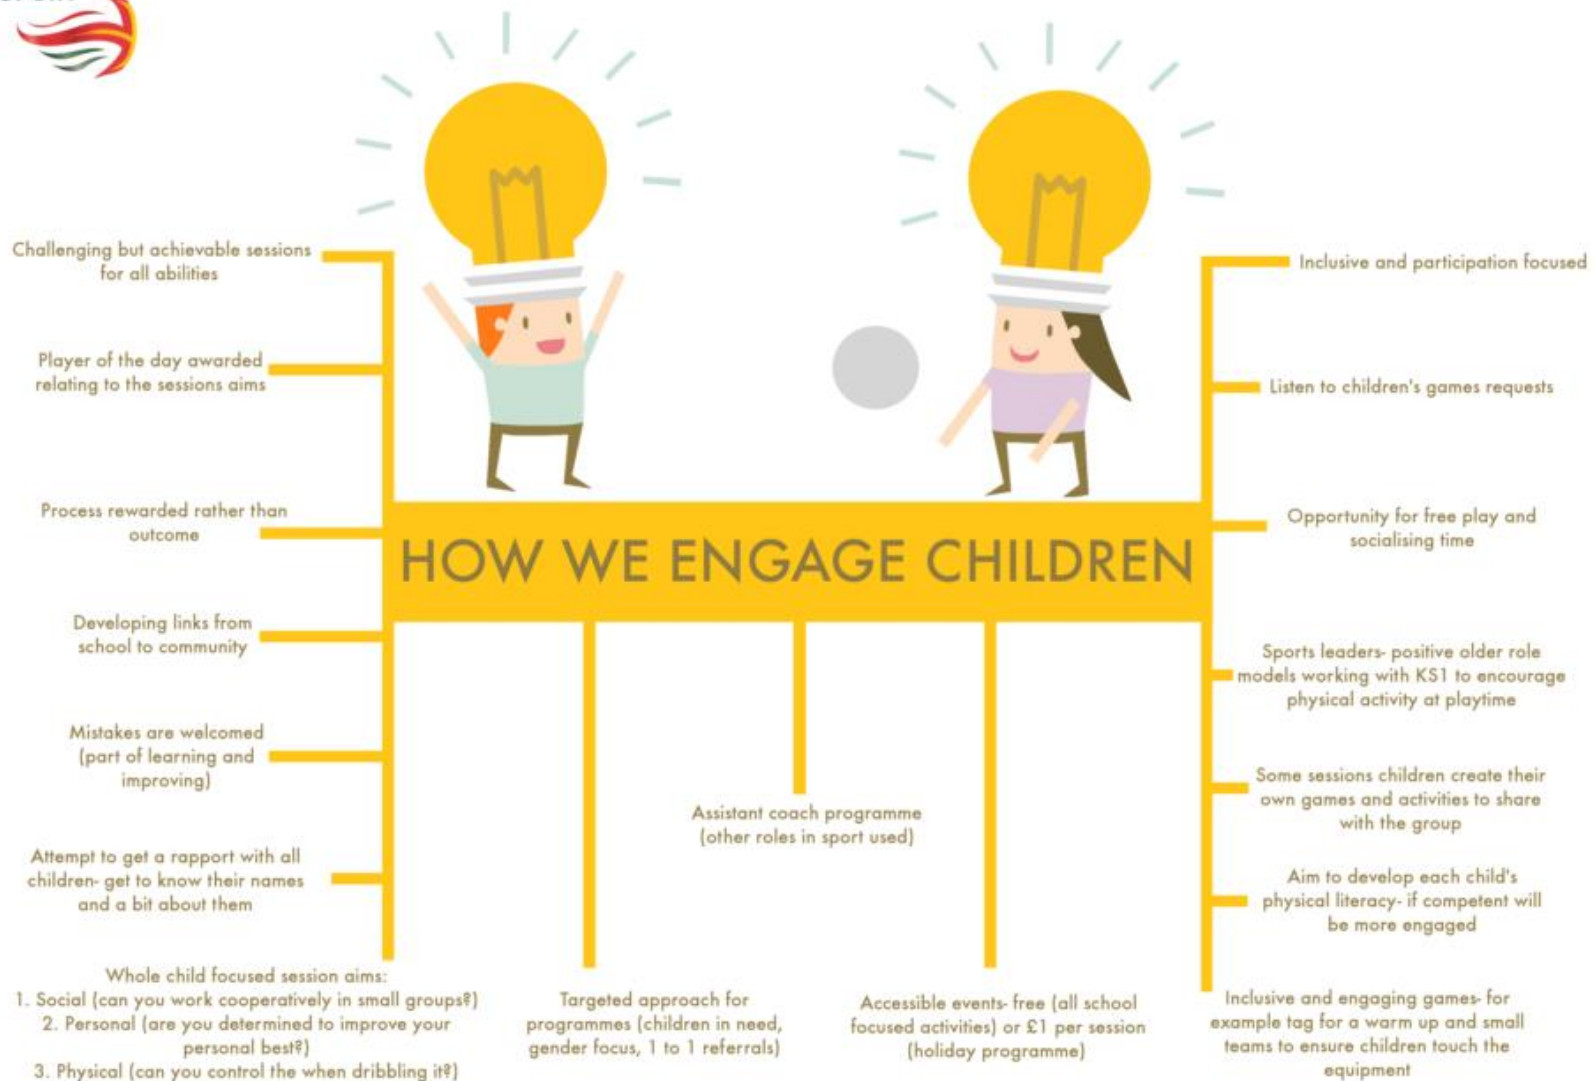 Challenging but achievable sessions
for all abilities
Player of the day awarded
relating to the sessions aims
Process rewarded rather than
outcome
Developing links from
school to community
Mistakes are welcomed
(part of learning and
improving)
Attempt to get a rapport with all
children- get to know their names
and a bit about them
Whole child focused session aims:
1. Social (can you work cooperatively in small groups?)
2. Personal (are you determined to improve your
personal best?)
3. Physical (can you control the when dribbling it?)
HOW WE ENGAGE CHILDREN
Targeted approach for
programmes (children in need,
gender focus, 1 to 1 referrals)
Assistant coach programme
(other roles in sport used)
Accessible events- free (all school
focused activities) or £1 per session
(holiday programme)
Inclusive and participation focused
Listen to children's games requests
Opportunity for free play and
socialising time
Sports leaders- positive older role
models working with KS1 to encourage
physical activity at playtime
Some sessions children create their
own games and activities to share
with the group
Aim to develop each child's
physical literacy- if competent will
be more engaged
Inclusive and engaging games- for
example tag for a warm up and small
teams to ensure children touch the
equipment